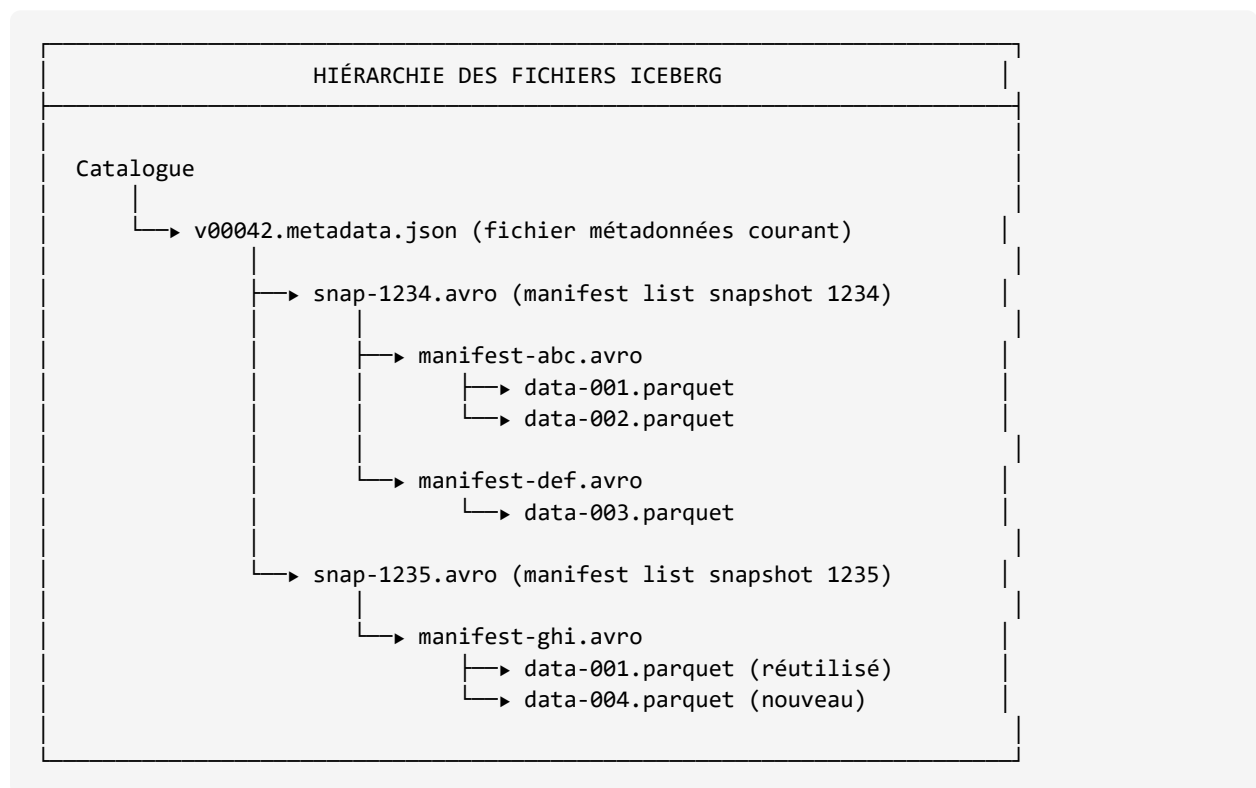 HIÉRARCHIE DES FICHIERS ICEBERG
Catalogue
v00042.metadata.json (fichier métadonnées courant)
snap-1234.avro (manifest list snapshot 1234)
manifest-abc.avro
data-001.parquet
data-002.parquet
manifest-def.avro
data-003.parquet
snap-1235.avro (manifest list snapshot 1235)
manifest-ghi.avro
data-001.parquet (réutilisé)
data-004.parquet (nouveau)